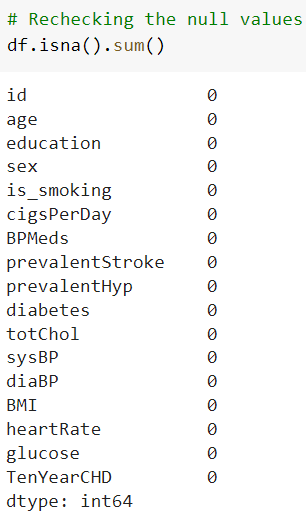 # Rechecking the null values
df.isna().sum()
id 0
age 0
education 0
sex 0
is_smoking 0
cigsPerDay 0
BPMeds 0
prevalentStroke 0
prevalentHyp 0
diabetes 0
totChol 0
sysBP 0
diaBP 0
BMI 0
heartRate 0
glucose 0
TenYearCHD 0
dtype: int64